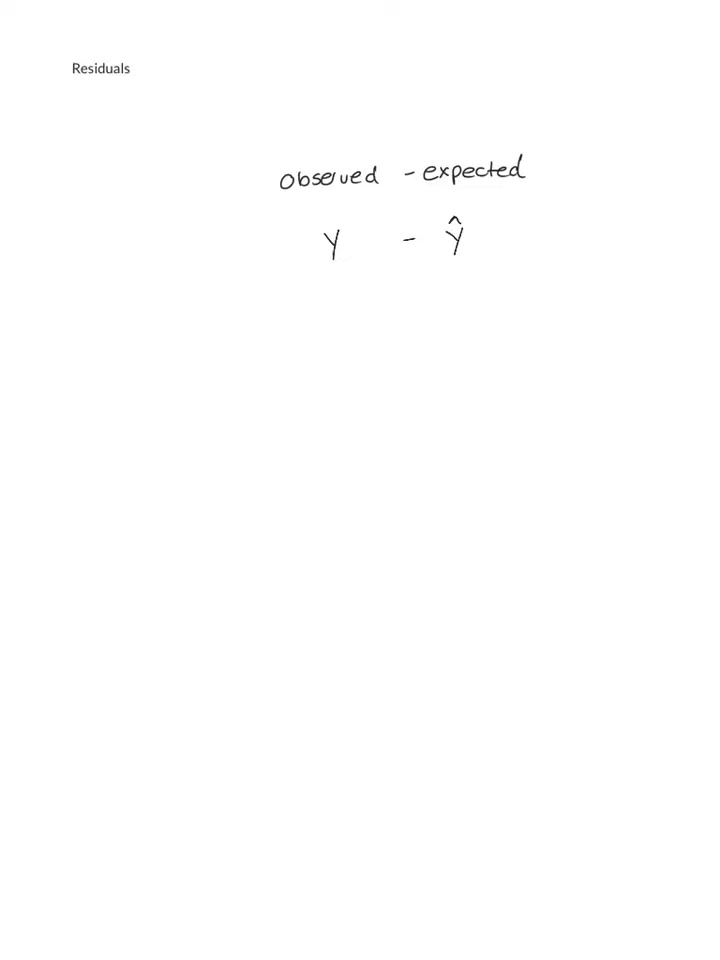 Residuals
observed - expected
Y - Ŷ